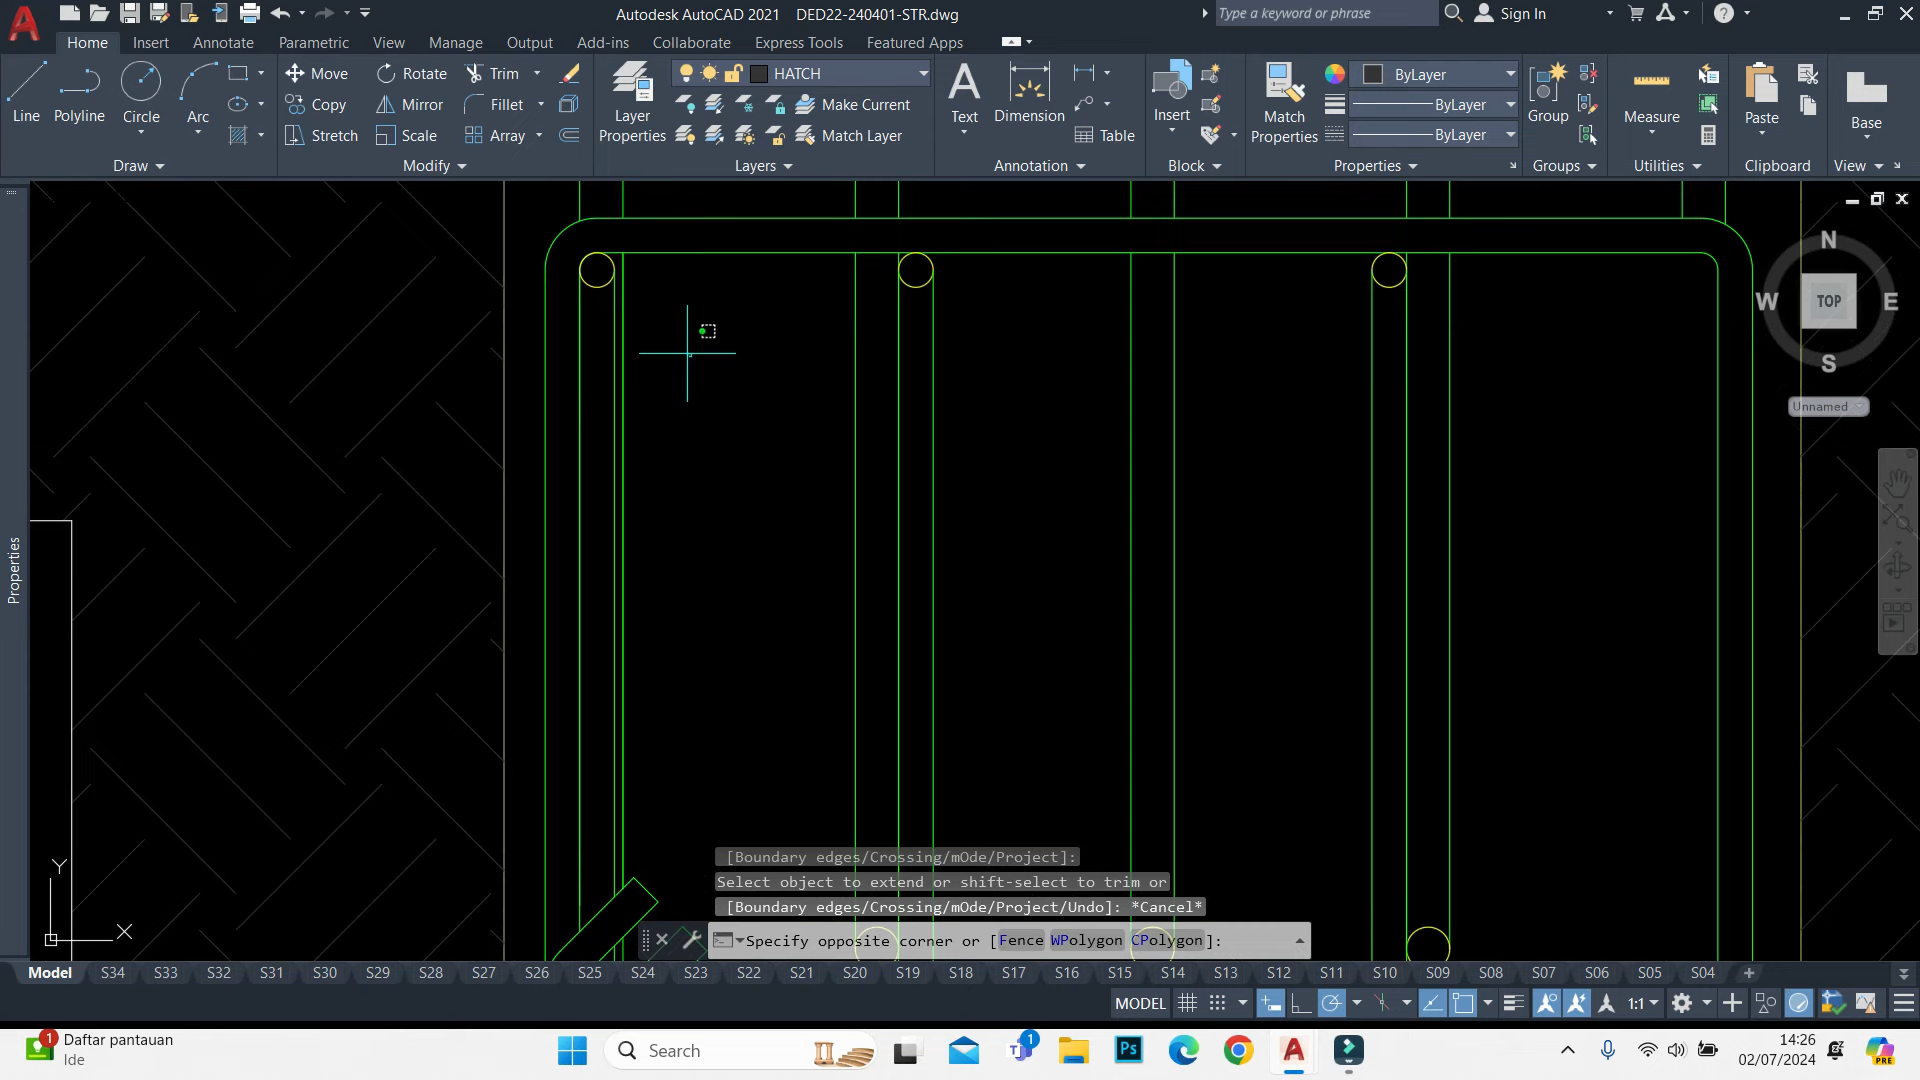 Autodesk AutoCAD 2021 DED22-240401-STR.dwg
Type a keyword or phrase
Sign In
Home Insert Annotate Parametric View Manage Output Add-ins Collaborate Express Tools Featured Apps
Line Polyline Circle Arc
Move Rotate Trim
Copy Mirror Fillet
Stretch Scale Array
Layer Properties
HATCH
Make Current
Match Layer
Text Dimension
Table
Insert
Match Properties
ByLayer
ByLayer
ByLayer
Group
Measure
Paste
Base
Draw Modify Layers Annotation Block Properties Groups Utilities Clipboard View
N
W TOP E
S
Unnamed
Properties
Y
X
[Boundary edges/Crossing/mOde/Project]:
Select object to extend or shift-select to trim or
[Boundary edges/Crossing/mOde/Project/Undo]: *Cancel*
Specify opposite corner or [Fence WPolygon CPolygon]:
Model S34 S33 S32 S31 S30 S29 S28 S27 S26 S25 S24 S23 S22 S21 S20 S19 S18 S17 S16 S15 S14 S13 S12 S11 S10 S09 S08 S07 S06 S05 S04
MODEL 1:1
1
Daftar pantauan
Ide
Search
1
Ps
A
PRE
14:26
02/07/2024